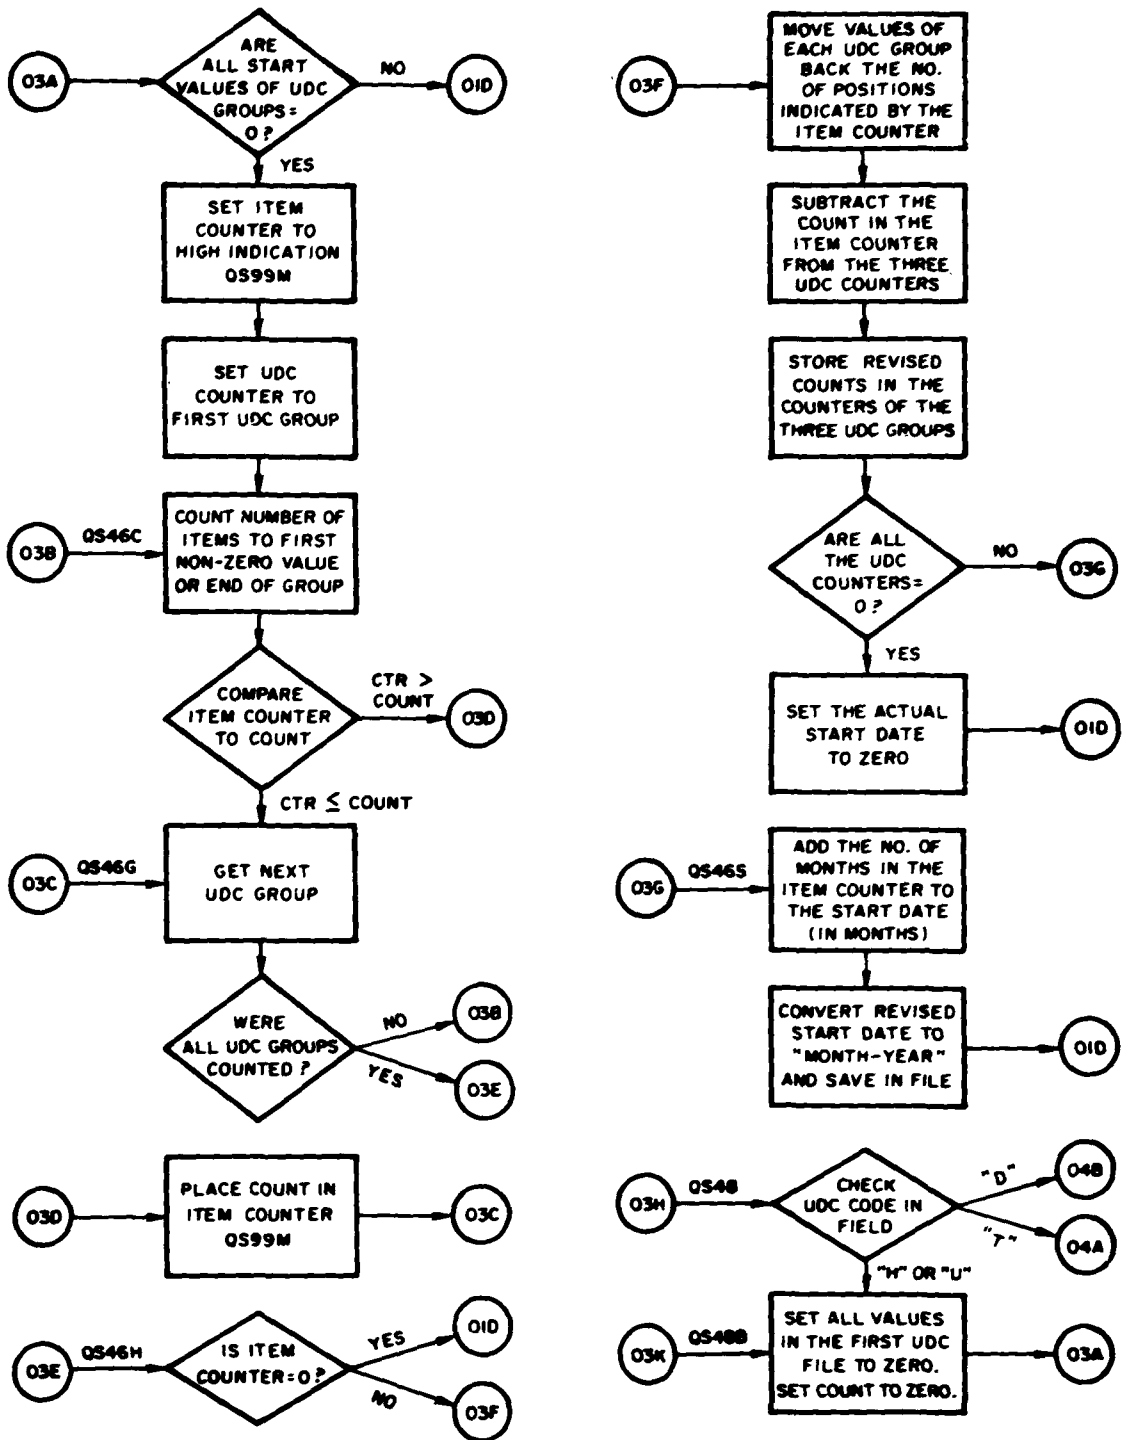 03A
ARE
ALL START
VALUES OF UDC
GROUPS=
0?
NO
01D
YES
SET ITEM
COUNTER TO
HIGH INDICATION
QS99M
SET UDC
COUNTER TO
FIRST UDC GROUP
03B
QS46C
COUNT NUMBER OF
ITEMS TO FIRST
NON-ZERO VALUE
OR END OF GROUP
COMPARE
ITEM COUNTER
TO COUNT
CTR >
COUNT
03D
CTR ≤ COUNT
03C
QS46G
GET NEXT
UDC GROUP
WERE
ALL UDC GROUPS
COUNTED?
NO
03B
YES
03E
03D
PLACE COUNT IN
ITEM COUNTER
QS99M
03C
03E
QS46H
IS ITEM
COUNTER=0?
YES
01D
NO
03F
03F
MOVE VALUES OF
EACH UDC GROUP
BACK THE NO.
OF POSITIONS
INDICATED BY THE
ITEM COUNTER
SUBTRACT THE
COUNT IN THE
ITEM COUNTER
FROM THE THREE
UDC COUNTERS
STORE REVISED
COUNTS IN THE
COUNTERS OF THE
THREE UDC GROUPS
ARE ALL
THE UDC
COUNTERS=
0?
NO
03G
YES
SET THE ACTUAL
START DATE
TO ZERO
01D
03G
QS46S
ADD THE NO. OF
MONTHS IN THE
ITEM COUNTER TO
THE START DATE
(IN MONTHS)
CONVERT REVISED
START DATE TO
"MONTH-YEAR"
AND SAVE IN FILE
01D
03H
QS48
CHECK
UDC CODE IN
FIELD
"D"
04B
"T"
04A
"H" OR "U"
03K
QS48B
SET ALL VALUES
IN THE FIRST UDC
FILE TO ZERO.
SET COUNT TO ZERO.
03A